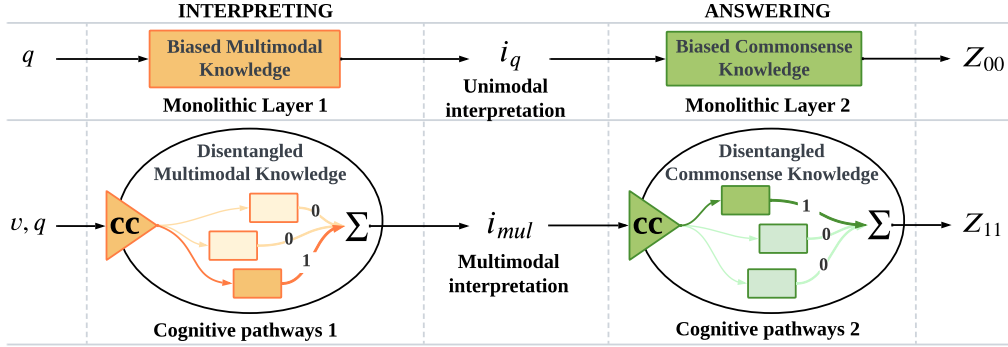 INTERPRETING
ANSWERING
q
Biased Multimodal
Knowledge
Monolithic Layer 1
i_q
Unimodal
interpretation
Biased Commonsense
Knowledge
Monolithic Layer 2
Z_00
v, q
Disentangled
Multimodal Knowledge
CC
0
0
1
Σ
Cognitive pathways 1
i_mul
Multimodal
interpretation
Disentangled
Commonsense Knowledge
CC
1
0
0
Σ
Cognitive pathways 2
Z_11